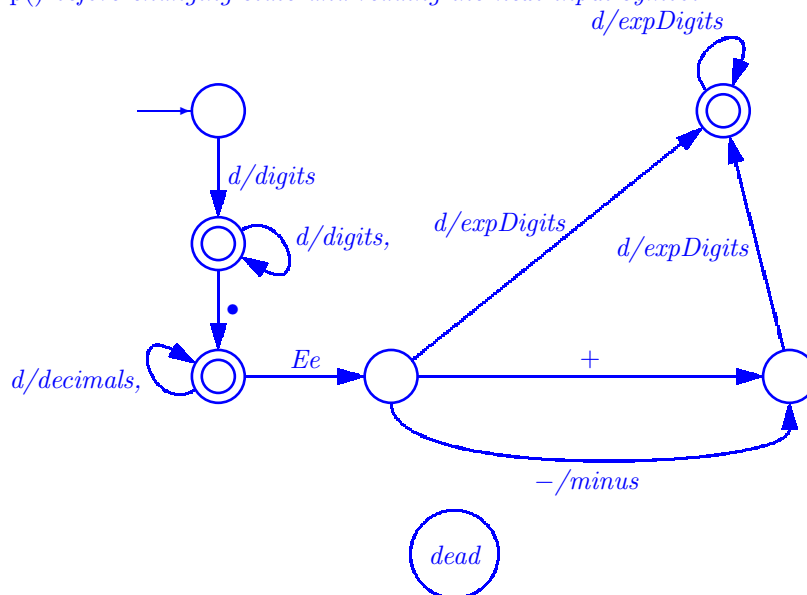 d/expDigits
d/digits
d/expDigits
d/digits,
d/expDigits
•
Ee
+
d/decimals,
−/minus
dead